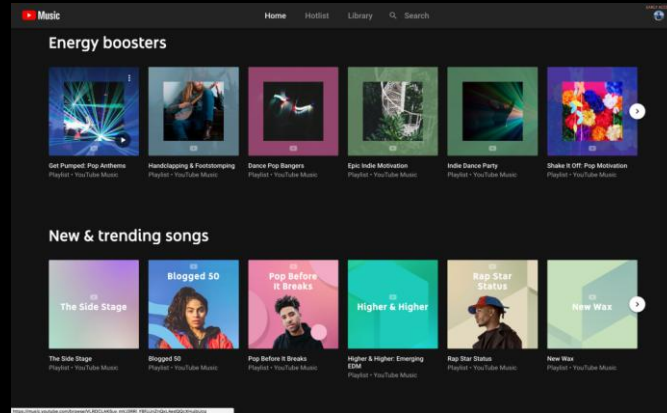 Music
Home
Hotlist
Library
Search
Energy boosters
Get Pumped: Pop Anthems
Playlist • YouTube Music
Handclapping & Footstomping
Playlist • YouTube Music
Dance Pop Bangers
Playlist • YouTube Music
Epic Indie Motivation
Playlist • YouTube Music
Indie Dance Party
Playlist • YouTube Music
Shake It Off: Pop Motivation
Playlist • YouTube Music
New & trending songs
The Side Stage
Blogged 50
Pop Before
it Breaks
Higher & Higher
Rap Star
Status
New Wax
The Side Stage
Playlist • YouTube Music
Blogged 50
Playlist • YouTube Music
Pop Before It Breaks
Playlist • YouTube Music
Higher & Higher: Emerging
EDM
Playlist • YouTube Music
Rap Star Status
Playlist • YouTube Music
New Wax
Playlist • YouTube Music